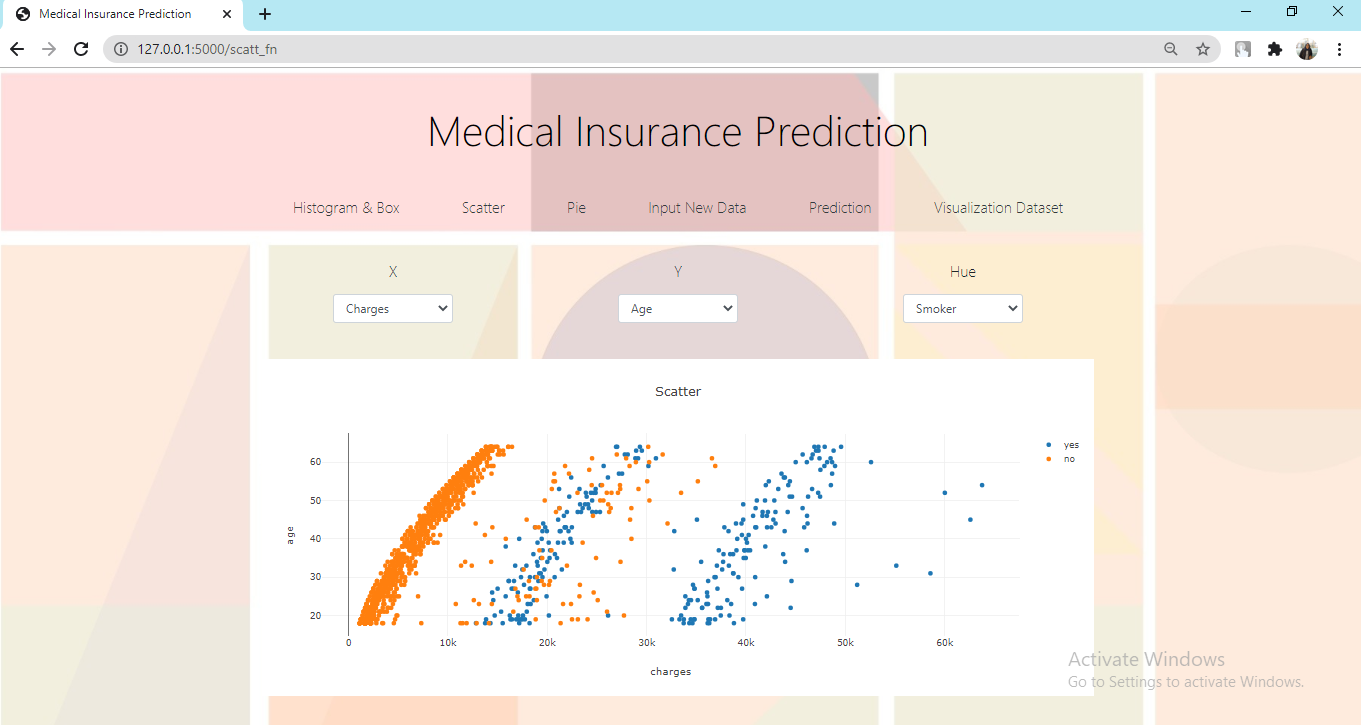 Medical Insurance Prediction
127.0.0.1:5000/scatt_fn
Medical Insurance Prediction
Histogram & Box Scatter Pie Input New Data Prediction Visualization Dataset
X Y Hue
Charges Age Smoker
Scatter
yes
no
60
50
40
30
20
age
0 10k 20k 30k 40k 50k 60k
charges
Activate Windows
Go to Settings to activate Windows.